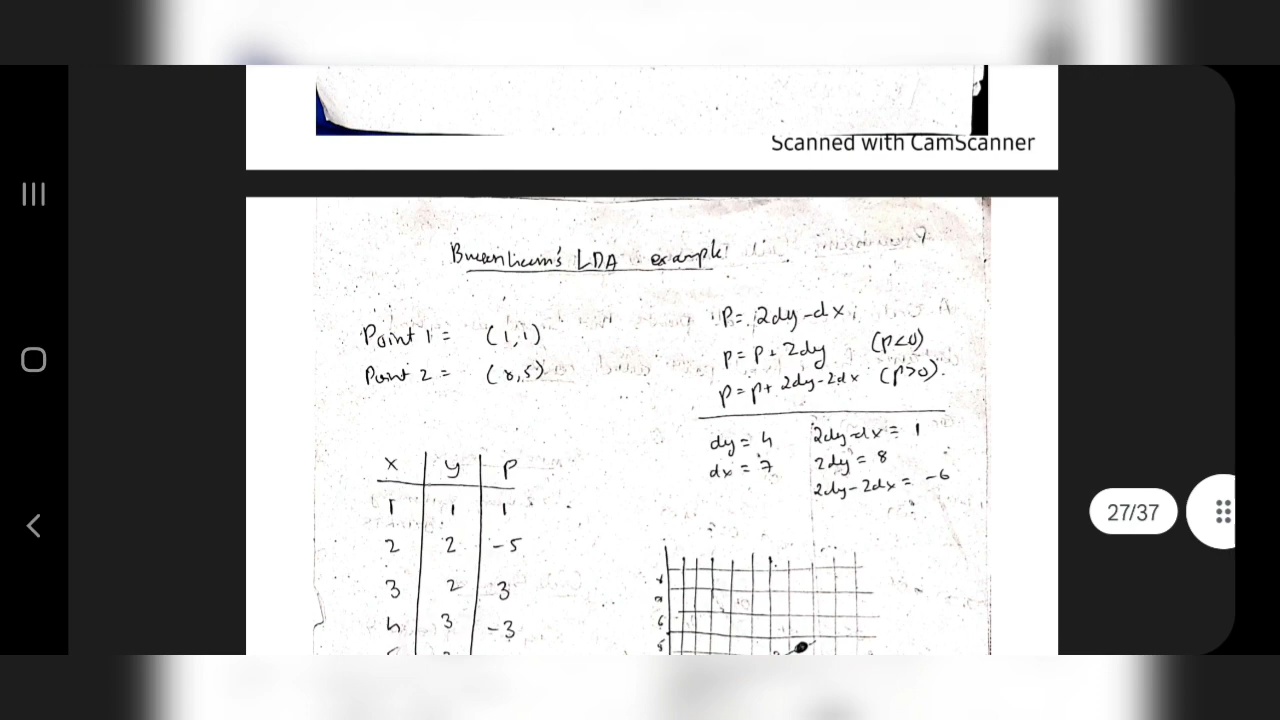 Scanned with CamScanner
Bresenham's LDA example
Point 1 = (1,1)
Point 2 = (8,5)
P = 2dy-dx
p = p + 2dy (p<0)
p = p + 2dy-2dx (p>0).
dy = 4
dx = 7
2dy-dx = 1
2dy = 8
2dy-2dx = -6
x y p
1 1 1
2 2 -5
3 2 3
4 3 -3
6
5
27/37